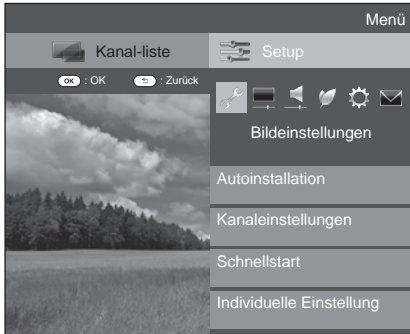 Menü
Kanal-liste
Setup
OK : OK : Zurück
Bildeinstellungen
Autoinstallation
Kanaleinstellungen
Schnellstart
Individuelle Einstellung